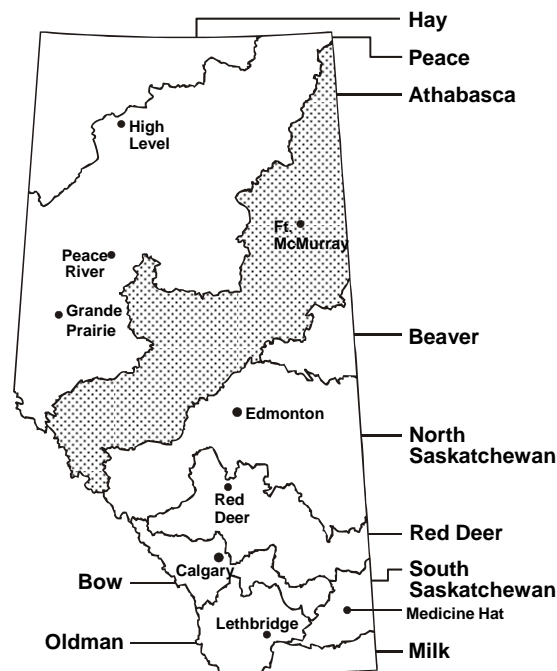 Hay
Peace
Athabasca
High
Level
Ft.
McMurray
Peace
River
Grande
Prairie
Beaver
Edmonton
North
Saskatchewan
Red
Deer
Red Deer
Calgary
South
Saskatchewan
Bow
Medicine Hat
Lethbridge
Oldman
Milk